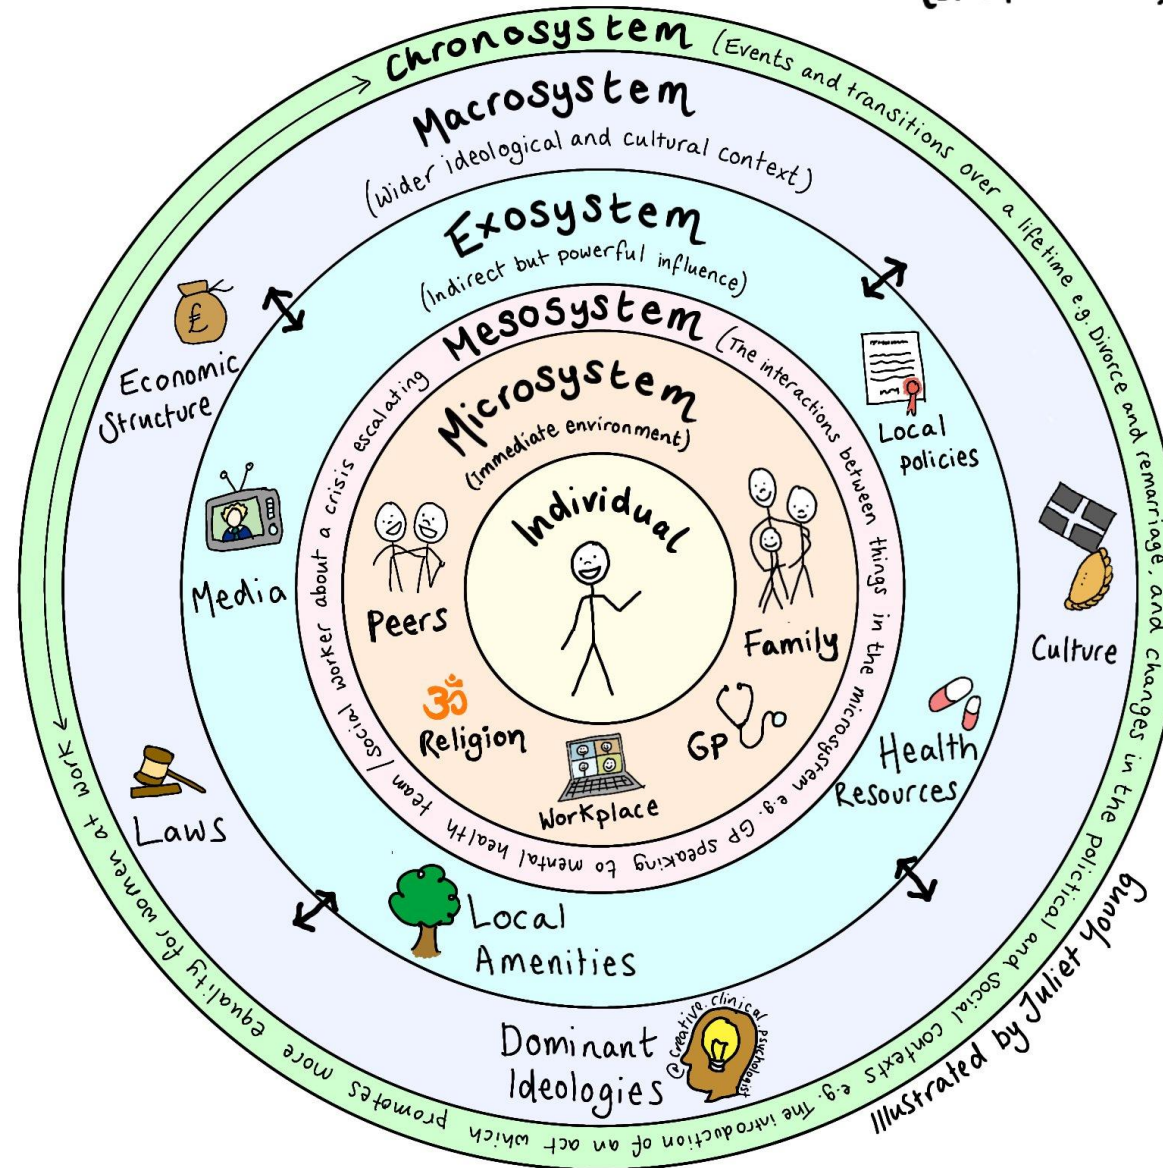 Chronosystem (Events and transitions over a lifetime e.g. Divorce and remarriage, and changes in the polictical and social contexts e.g. The introduction of an act which promotes more equality for women at work
Macrosystem
(Wider ideological and cultural context)
Exosystem
(Indirect but powerful influence)
Mesosystem (The interactions between things in the microsystem e.g. GP speaking to mental health team / social worker about a crisis escalating
Microsystem
(Immediate environment)
Individual
Peers
Family
ॐ
Religion
GP
Workplace
£
Economic
Structure
Local
policies
Media
Culture
Health
Resources
Laws
Local
Amenities
Dominant
Ideologies
@creative.clinical.psychologist
Illustrated by Juliet Young